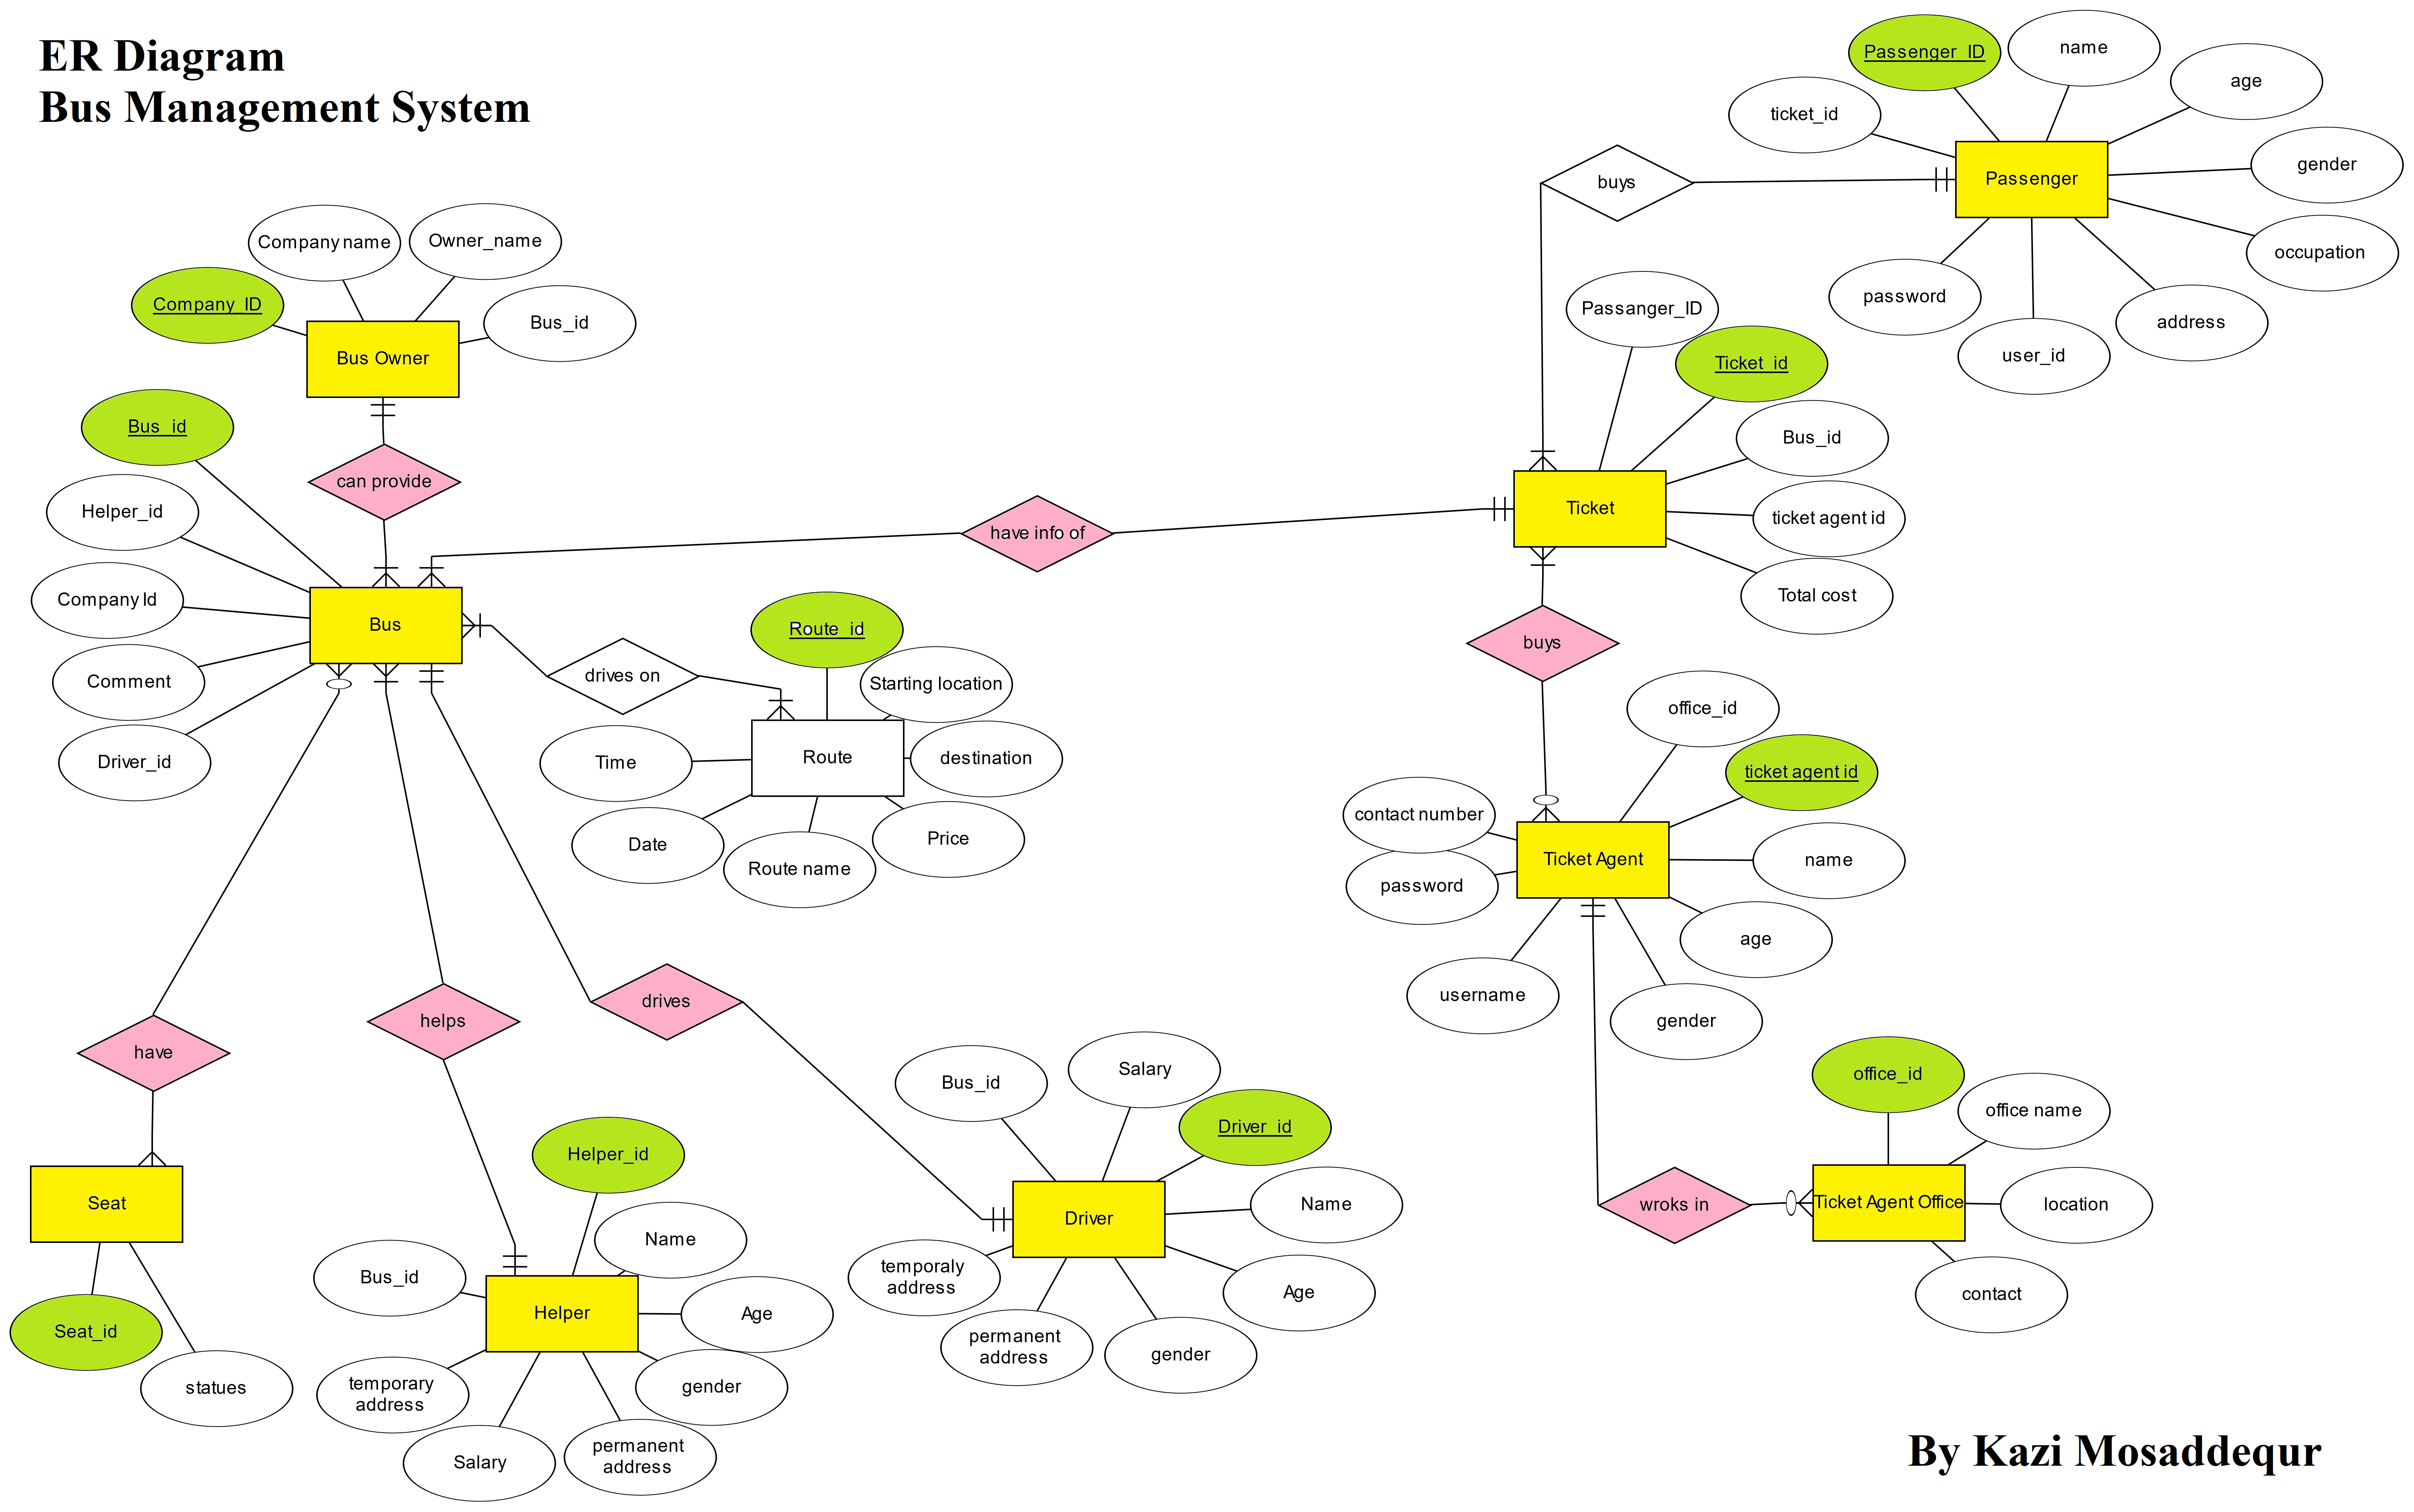 ER Diagram
Bus Management System
Passenger_ID
name
age
ticket_id
gender
Passenger
buys
occupation
password
address
user_id
Company name
Owner_name
Company_ID
Bus_id
Bus Owner
Passanger_ID
Ticket_id
Bus_id
Ticket
ticket agent id
Total cost
Bus_id
can provide
Helper_id
have info of
Company Id
Bus
Comment
Driver_id
buys
Route_id
drives on
Starting location
Time
Route
destination
Date
Route name
Price
office_id
ticket agent id
contact number
Ticket Agent
name
password
age
username
gender
have
helps
drives
office_id
office name
wroks in
Ticket Agent Office
location
contact
Bus_id
Salary
Driver_id
Name
Driver
temporaly
address
Age
permanent
address
gender
Seat
Seat_id
statues
Helper_id
Name
Bus_id
Helper
Age
temporary
address
gender
Salary
permanent
address
By Kazi Mosaddequr